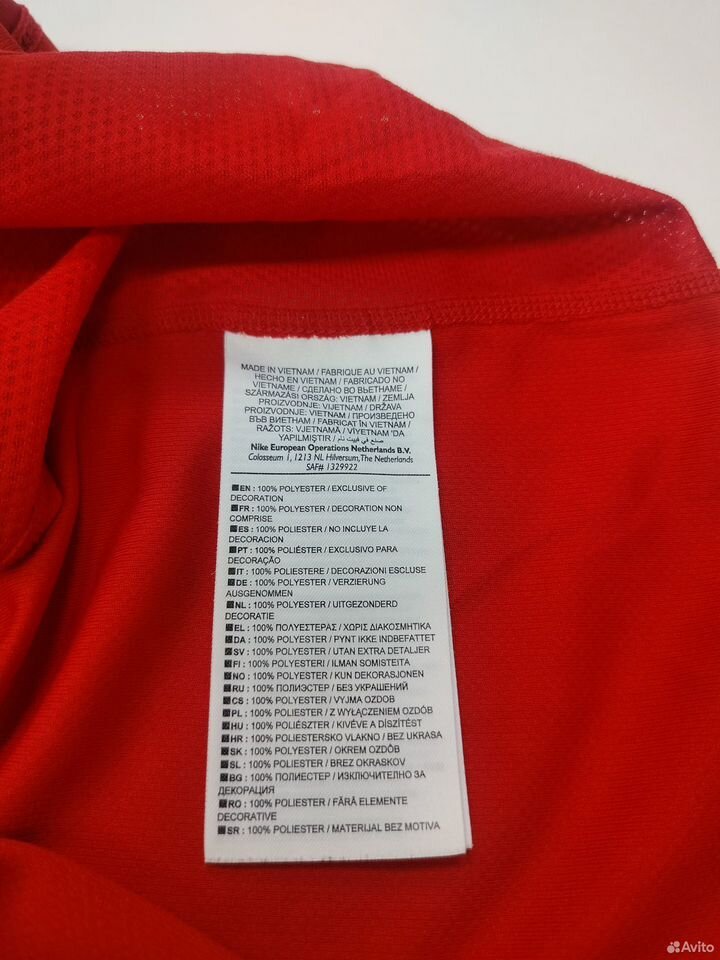 MADE IN VIETNAM / FABRIQUE AU VIETNAM /
HECHO EN VIETNAM / FABRICADO NO
VIETNAME / СДЕЛАНО ВО ВЬЕТНАМЕ /
SZÁRMAZÁSI ORSZÁG: VIETNAM / ZEMLJA
PROIZVODNJE: VIJETNAM / DRŽAVA
PROIZVODNJE: VIETNAM / ПРОИЗВЕДЕНО
ВЪВ ВИЕТНАМ / FABRICAT ÎN VIETNAM /
RAŽOTS: VJETNAMĀ / VİYETNAM 'DA
YAPILMIŞTIR / صنع في فييت نام
Nike European Operations Netherlands B.V.
Colosseum 1, 1213 NL Hilversum, The Netherlands
SAF# 1329922
EN : 100% POLYESTER / EXCLUSIVE OF
DECORATION
FR : 100% POLYESTER / DECORATION NON
COMPRISE
ES : 100% POLIESTER / NO INCLUYE LA
DECORACION
PT : 100% POLIÉSTER / EXCLUSIVO PARA
DECORAÇÃO
IT : 100% POLIESTERE / DECORAZIONI ESCLUSE
DE : 100% POLYESTER / VERZIERUNG
AUSGENOMMEN
NL : 100% POLYESTER / UITGEZONDERD
DECORATIE
EL : 100% ΠΟΛΥΕΣΤΕΡΑΣ / ΧΩΡΙΣ ΔΙΑΚΟΣΜΗΤΙΚΑ
DA : 100% POLYESTER / PYNT IKKE INDBEFATTET
SV : 100% POLYESTER / UTAN EXTRA DETALJER
FI : 100% POLYESTERI / ILMAN SOMISTEITA
NO : 100% POLYESTER / KUN DEKORASJONEN
RU : 100% ПОЛИЭСТЕР / БЕЗ УКРАШЕНИЙ
CS : 100% POLYESTER / VYJMA OZDOB
PL : 100% POLIESTER / Z WYŁĄCZENIEM OZDÓB
HU : 100% POLIÉSZTER / KIVÉVE A DÍSZÍTÉST
HR : 100% POLIESTERSKO VLAKNO / BEZ UKRASA
SK : 100% POLYESTER / OKREM OZDÔB
SL : 100% POLIESTER / BREZ OKRASKOV
BG : 100% ПОЛИЕСТЕР / ИЗКЛЮЧИТЕЛНО ЗА
ДЕКОРАЦИЯ
RO : 100% POLIESTER / FĂRĂ ELEMENTE
DECORATIVE
SR : 100% POLIESTER / MATERIJAL BEZ MOTIVA
Avito